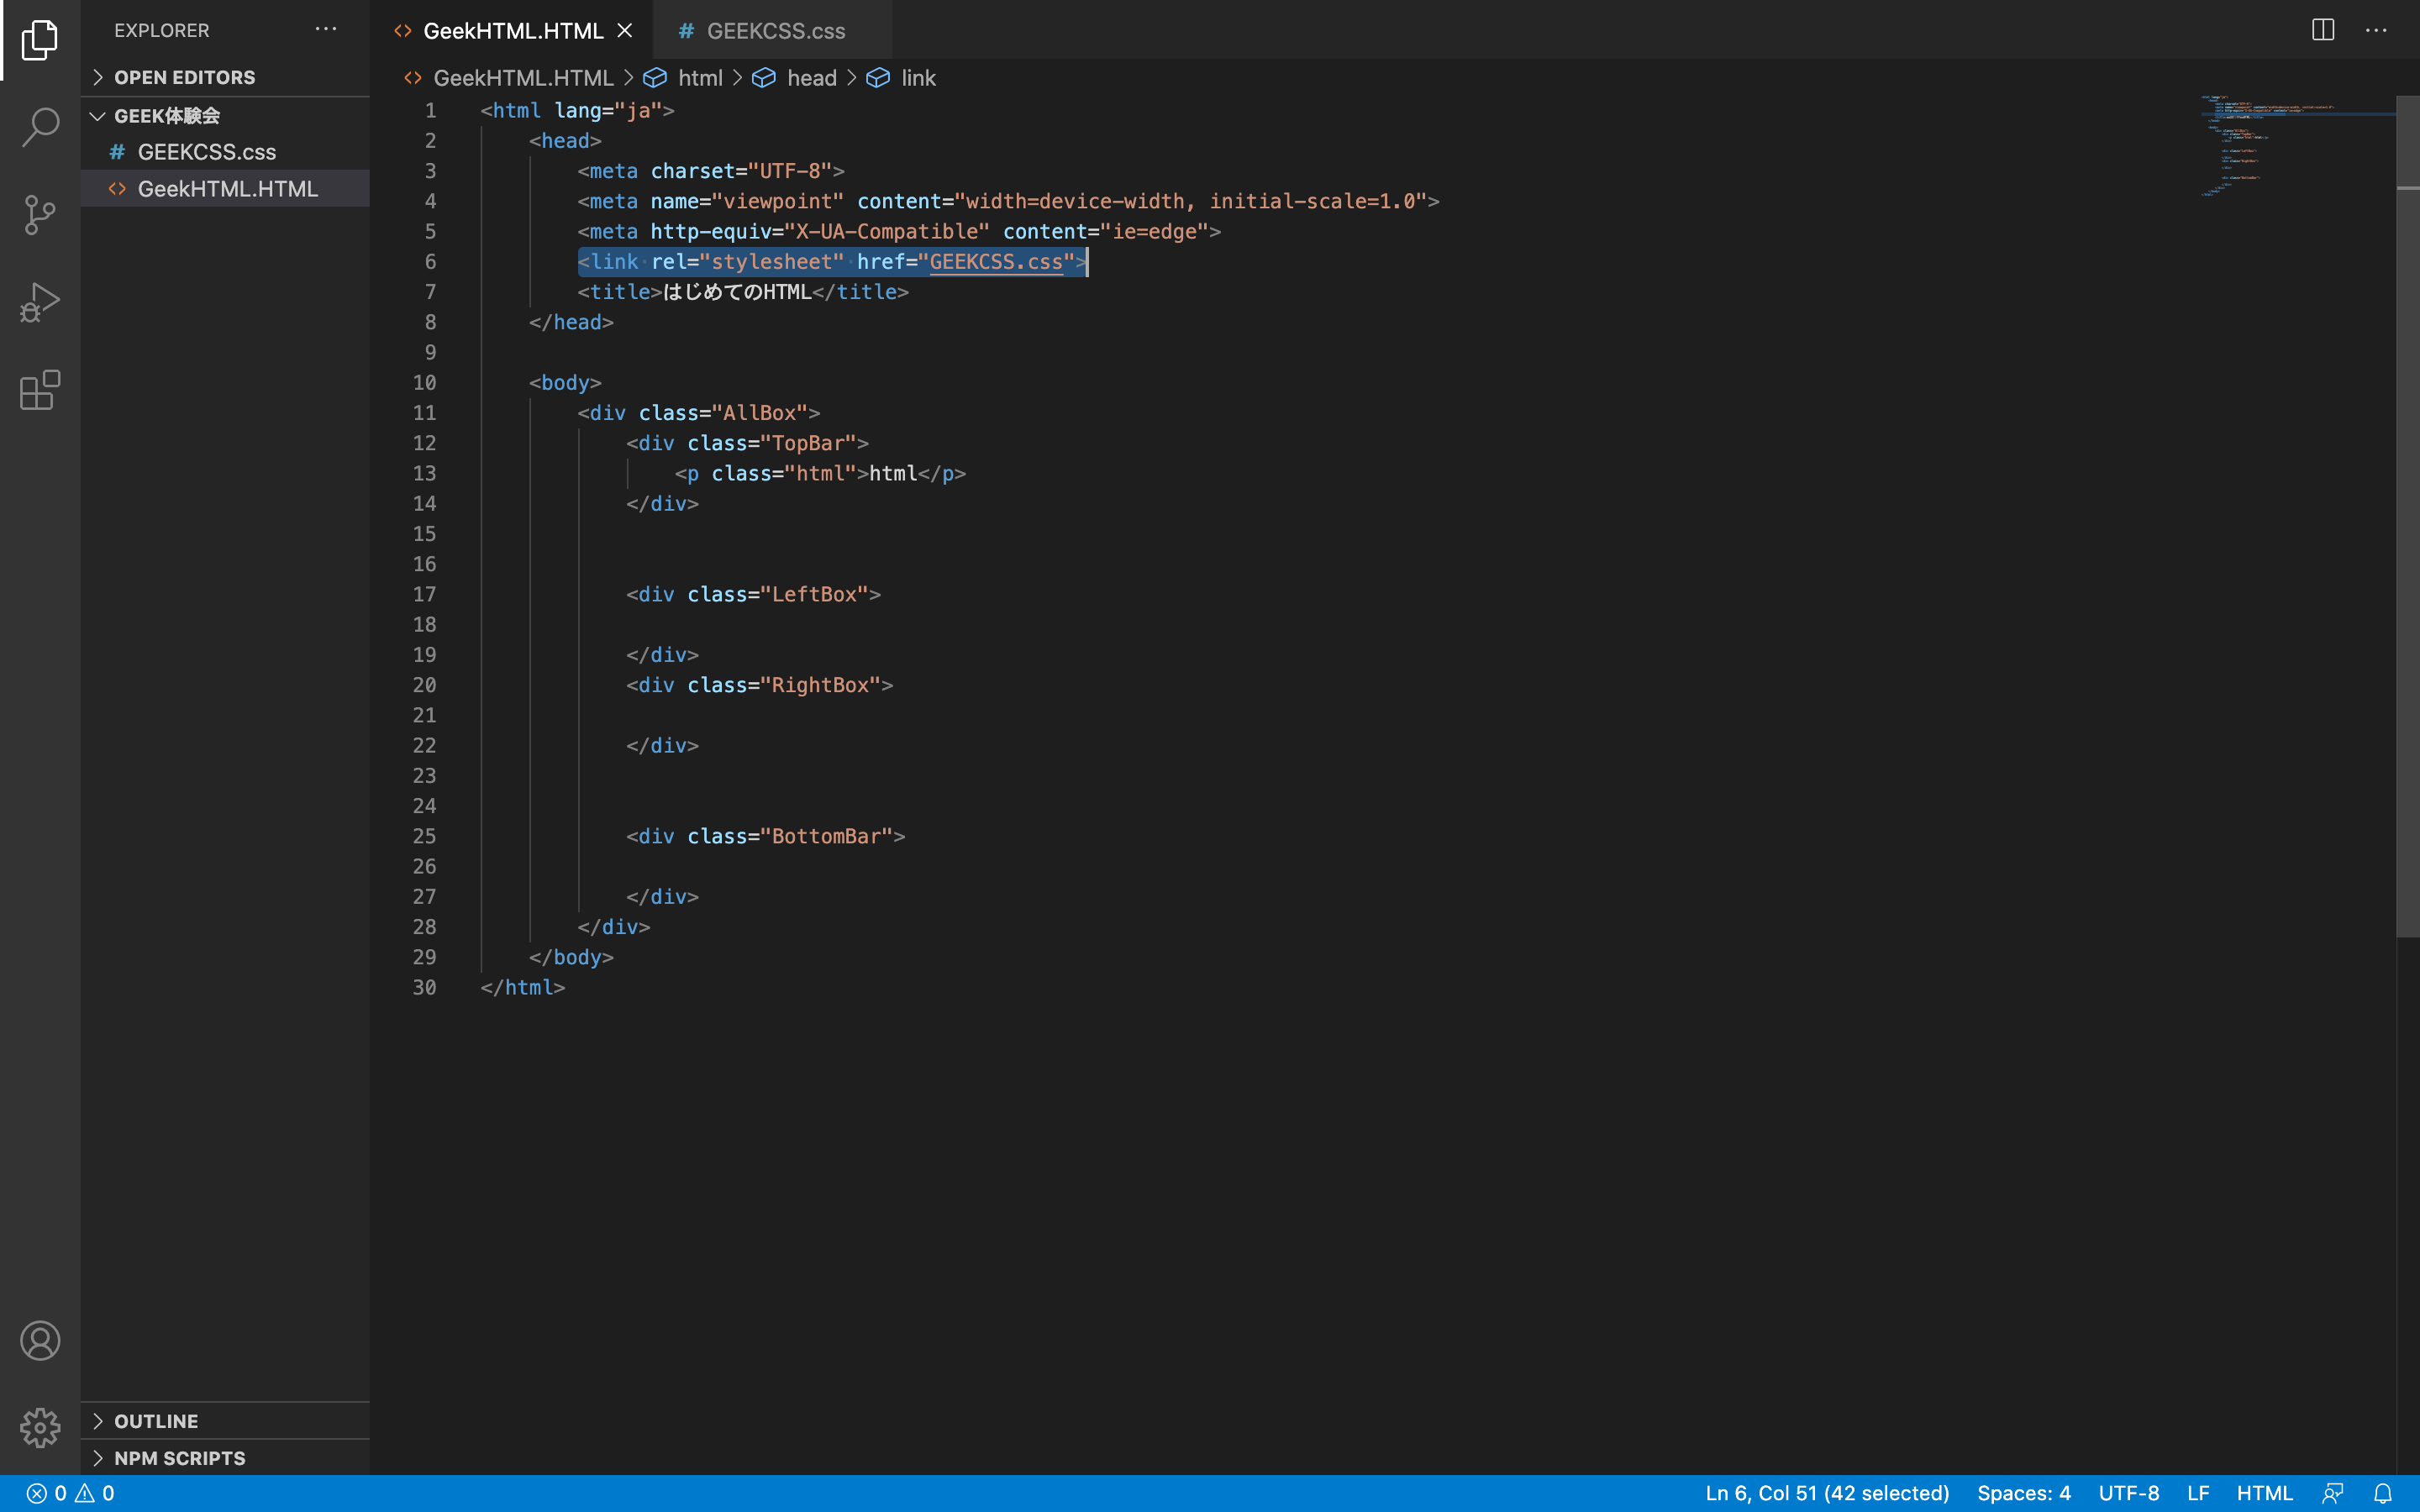 EXPLORER
OPEN EDITORS
GEEK体験会
GEEKCSS.css
GeekHTML.HTML
OUTLINE
NPM SCRIPTS
GeekHTML.HTML
GEEKCSS.css
GeekHTML.HTML > html > head > link
1 <html lang="ja">
2 <head>
3 <meta charset="UTF-8">
4 <meta name="viewpoint" content="width=device-width, initial-scale=1.0">
5 <meta http-equiv="X-UA-Compatible" content="ie=edge">
6 <link rel="stylesheet" href="GEEKCSS.css">
7 <title>はじめてのHTML</title>
8 </head>
9
10 <body>
11 <div class="AllBox">
12 <div class="TopBar">
13 <p class="html">html</p>
14 </div>
15
16
17 <div class="LeftBox">
18
19 </div>
20 <div class="RightBox">
21
22 </div>
23
24
25 <div class="BottomBar">
26
27 </div>
28 </div>
29 </body>
30 </html>
0 0
Ln 6, Col 51 (42 selected) Spaces: 4 UTF-8 LF HTML